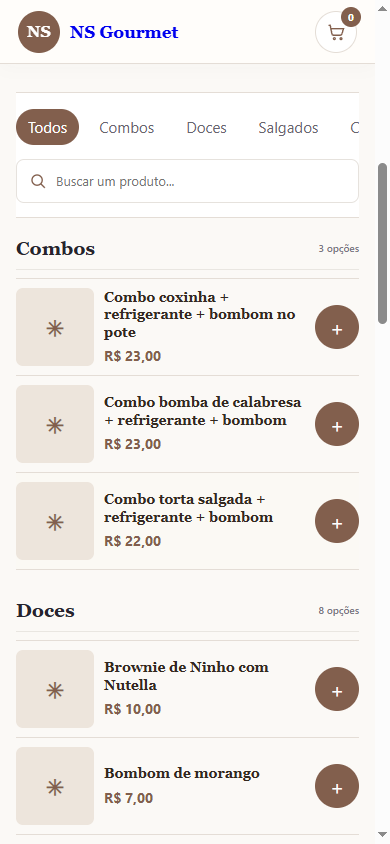 NS
NS Gourmet
0
Todos
Combos
Doces
Salgados
C
Buscar um produto...
Combos
3 opções
Combo coxinha +
refrigerante + bombom no
pote
R$ 23,00
+
Combo bomba de calabresa
+ refrigerante + bombom
R$ 23,00
+
Combo torta salgada +
refrigerante + bombom
R$ 22,00
+
Doces
8 opções
Brownie de Ninho com
Nutella
R$ 10,00
+
Bombom de morango
R$ 7,00
+